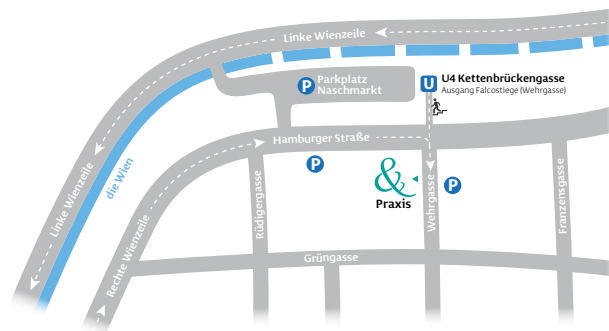 Linke Wienzeile
P Parkplatz
Naschmarkt
U U4 Kettenbrückengasse
Ausgang Falcostiege (Wehrgasse)
Hamburger Straße
die Wien
Linke Wienzeile
Rechte Wienzeile
Rüdigergasse
P
&
Praxis
Wehrgasse
P
Franzensgasse
Grüngasse